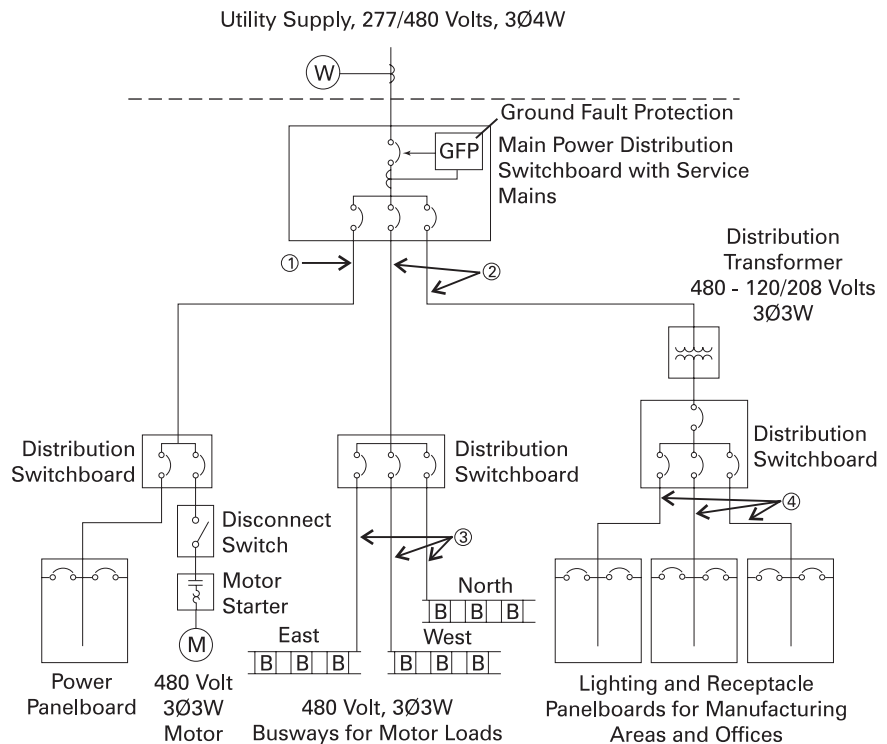 Utility Supply, 277/480 Volts, 3Ø4W
W
Ground Fault Protection
GFP
Main Power Distribution
Switchboard with Service
Mains
①
②
Distribution
Transformer
480 - 120/208 Volts
3Ø3W
Distribution
Switchboard
Distribution
Switchboard
Distribution
Switchboard
Disconnect
Switch
③
④
Motor
Starter
North
B B B
M
East
B B B
West
B B B
Power
Panelboard
480 Volt
3Ø3W
Motor
480 Volt, 3Ø3W
Busways for Motor Loads
Lighting and Receptacle
Panelboards for Manufacturing
Areas and Offices